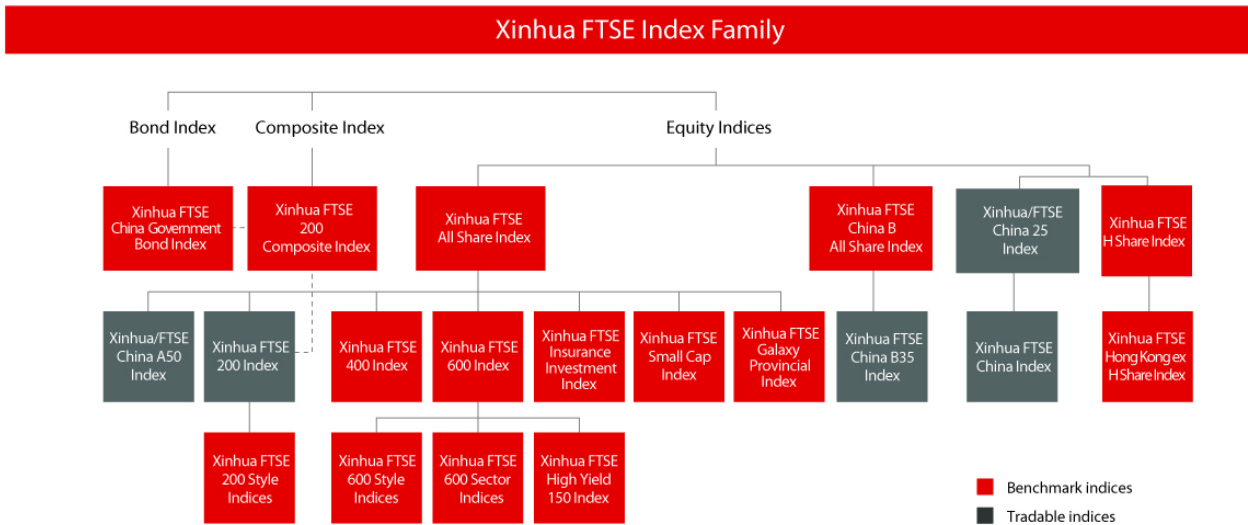 Xinhua FTSE Index Family
Bond Index
Composite Index
Equity Indices
Xinhua FTSE
China Government
Bond Index
Xinhua FTSE
200
Composite Index
Xinhua FTSE
All Share Index
Xinhua FTSE
China B
All Share Index
Xinhua/FTSE
China 25
Index
Xinhua FTSE
H Share Index
Xinhua/FTSE
China A50
Index
Xinhua FTSE
200 Index
Xinhua FTSE
400 Index
Xinhua FTSE
600 Index
Xinhua FTSE
Insurance
Investment
Index
Xinhua FTSE
Small Cap
Index
Xinhua FTSE
Galaxy
Provincial
Index
Xinhua FTSE
China B35
Index
Xinhua FTSE
China Index
Xinhua FTSE
Hong Kong ex
H Share Index
Xinhua FTSE
200 Style
Indices
Xinhua FTSE
600 Style
Indices
Xinhua FTSE
600 Sector
Indices
Xinhua FTSE
High Yield
150 Index
Benchmark indices
Tradable indices